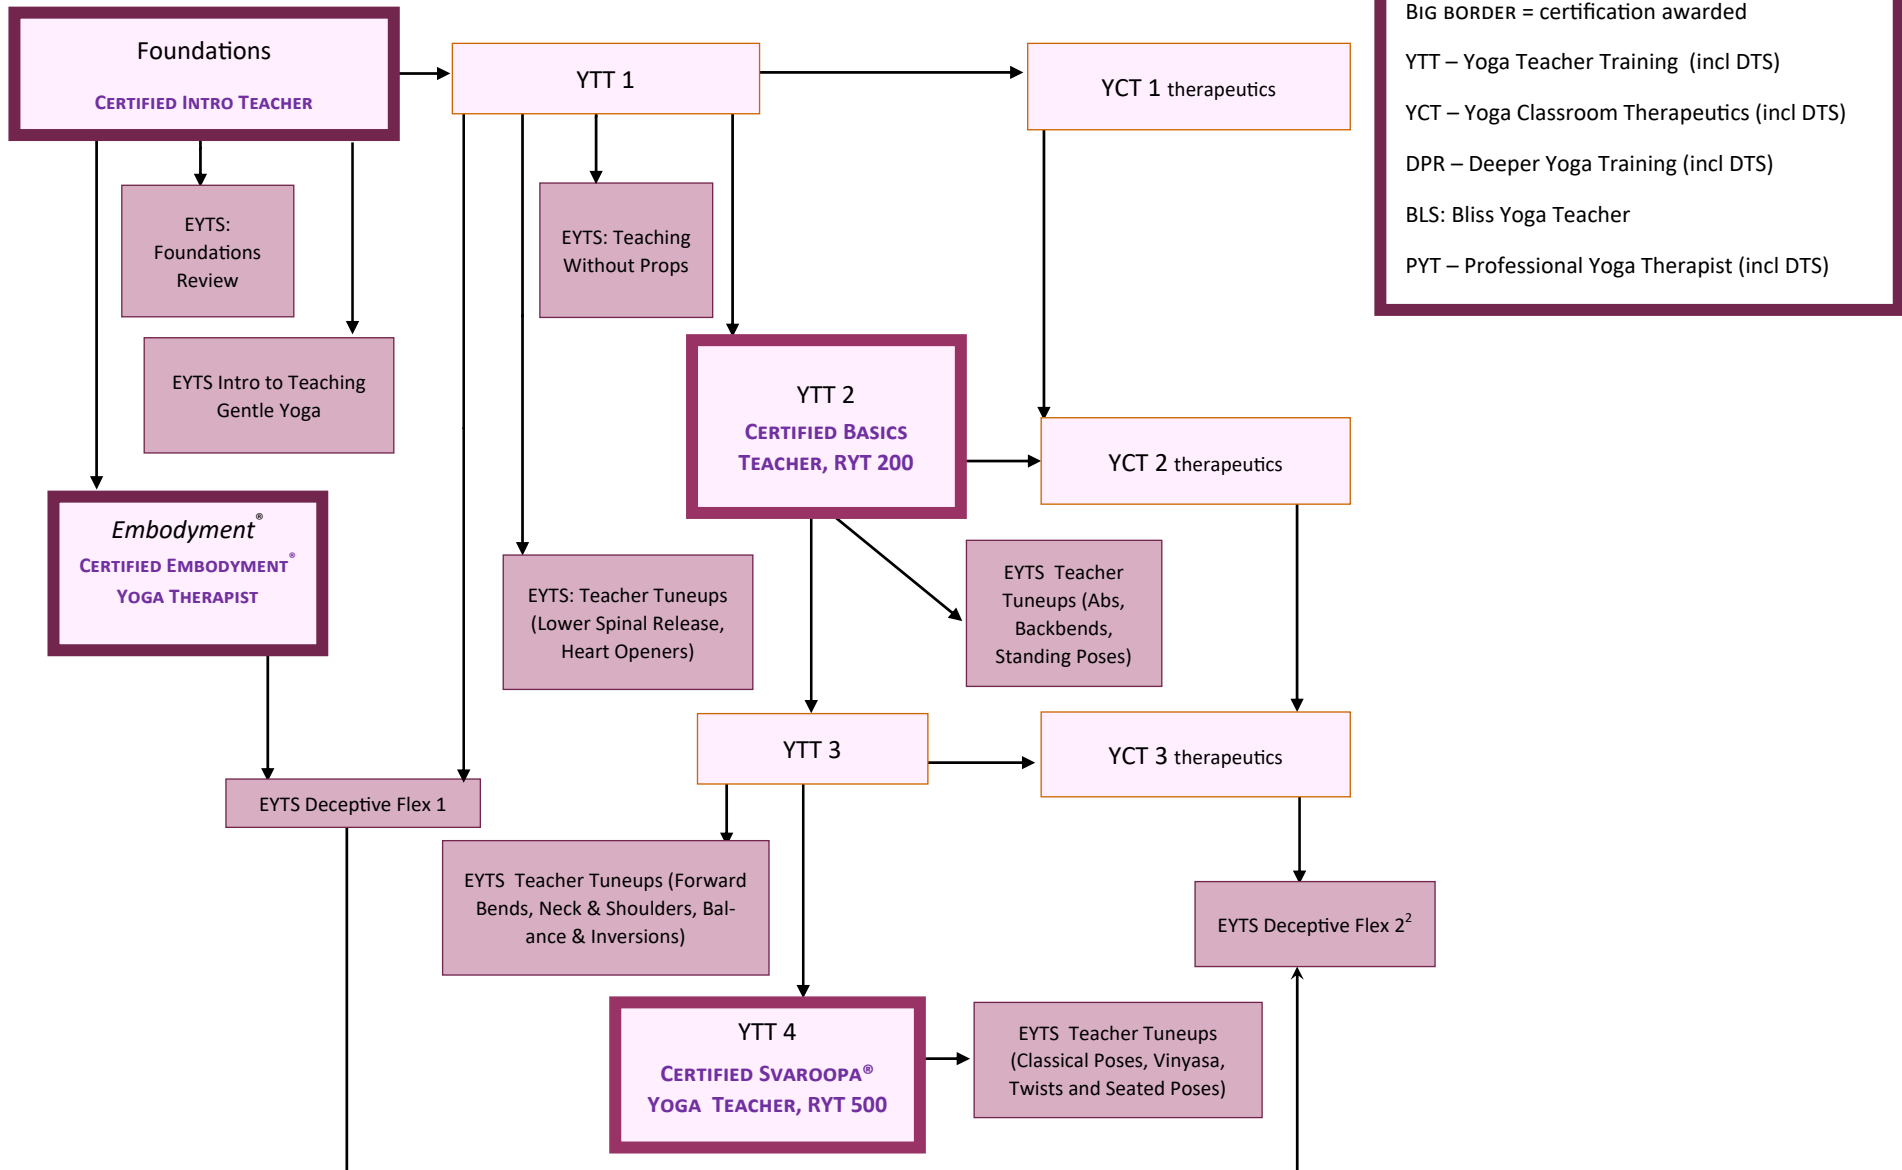 Foundations
CERTIFIED INTRO TEACHER
YTT 1
YCT 1 therapeutics
BIG BORDER = certification awarded
YTT – Yoga Teacher Training (incl DTS)
YCT – Yoga Classroom Therapeutics (incl DTS)
DPR – Deeper Yoga Training (incl DTS)
BLS: Bliss Yoga Teacher
PYT – Professional Yoga Therapist (incl DTS)
EYTS:
Foundations
Review
EYTS: Teaching
Without Props
EYTS Intro to Teaching
Gentle Yoga
YTT 2
CERTIFIED BASICS
TEACHER, RYT 200
YCT 2 therapeutics
Embodyment®
CERTIFIED EMBODYMENT®
YOGA THERAPIST
EYTS: Teacher Tuneups
(Lower Spinal Release,
Heart Openers)
EYTS Teacher
Tuneups (Abs,
Backbends,
Standing Poses)
YTT 3
YCT 3 therapeutics
EYTS Deceptive Flex 1
EYTS Teacher Tuneups (Forward
Bends, Neck & Shoulders, Bal-
ance & Inversions)
EYTS Deceptive Flex 2²
YTT 4
CERTIFIED SVAROOPA®
YOGA TEACHER, RYT 500
EYTS Teacher Tuneups
(Classical Poses, Vinyasa,
Twists and Seated Poses)